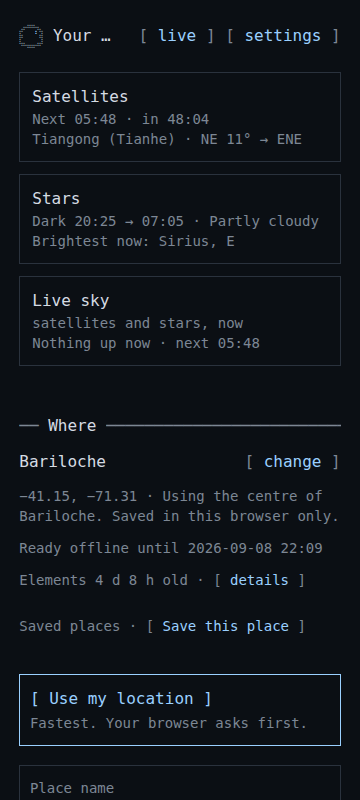 Your … [ live ] [ settings ]
Satellites
Next 05:48 · in 48:04
Tiangong (Tianhe) · NE 11° → ENE
Stars
Dark 20:25 → 07:05 · Partly cloudy
Brightest now: Sirius, E
Live sky
satellites and stars, now
Nothing up now · next 05:48
Where
Bariloche [ change ]
−41.15, −71.31 · Using the centre of
Bariloche. Saved in this browser only.
Ready offline until 2026-09-08 22:09
Elements 4 d 8 h old · [ details ]
Saved places · [ Save this place ]
[ Use my location ]
Fastest. Your browser asks first.
Place name